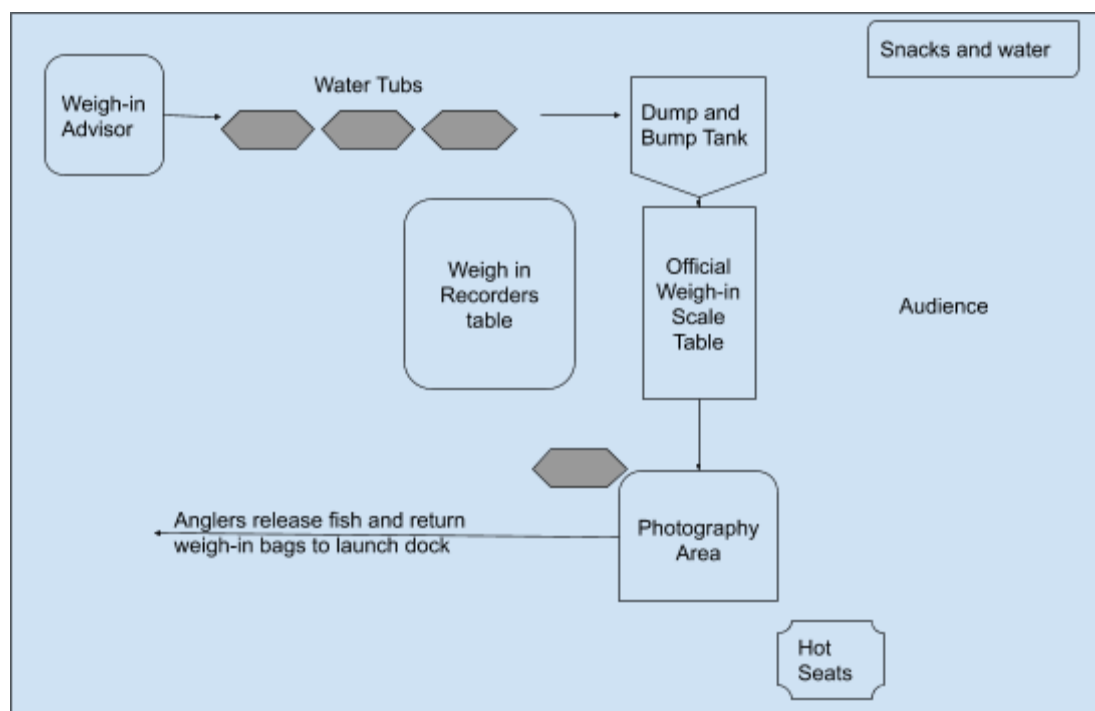 Snacks and water
Weigh-in
Advisor
Water Tubs
Dump and
Bump Tank
Weigh in
Recorders
table
Official
Weigh-in
Scale
Table
Audience
Anglers release fish and return
weigh-in bags to launch dock
Photography
Area
Hot
Seats